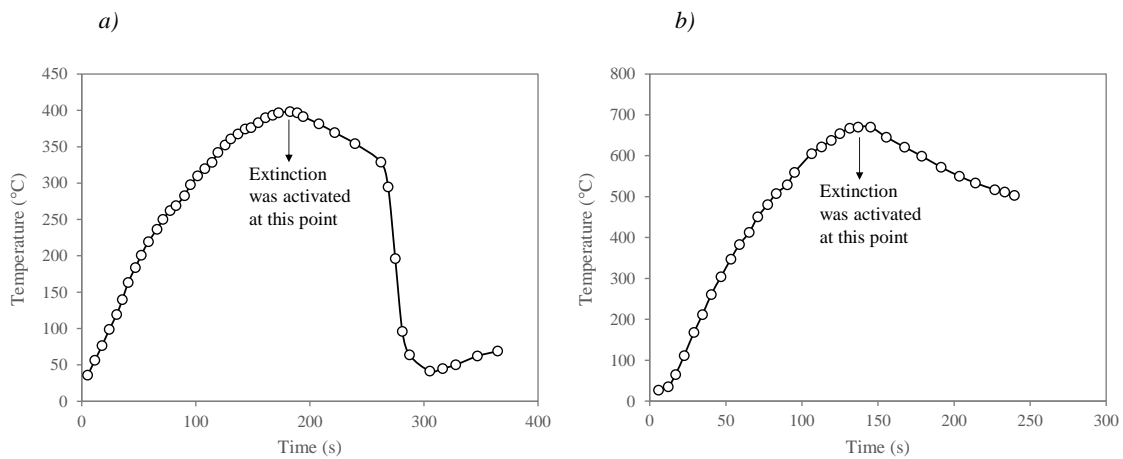 a)
450
400
350
300
250
200
150
100
50
0
0
100
200
300
400
Temperature (°C)
Time (s)
Extinction
was activated
at this point
b)
800
700
600
500
400
300
200
100
0
0
50
100
150
200
250
300
Temperature (°C)
Time (s)
Extinction
was activated
at this point